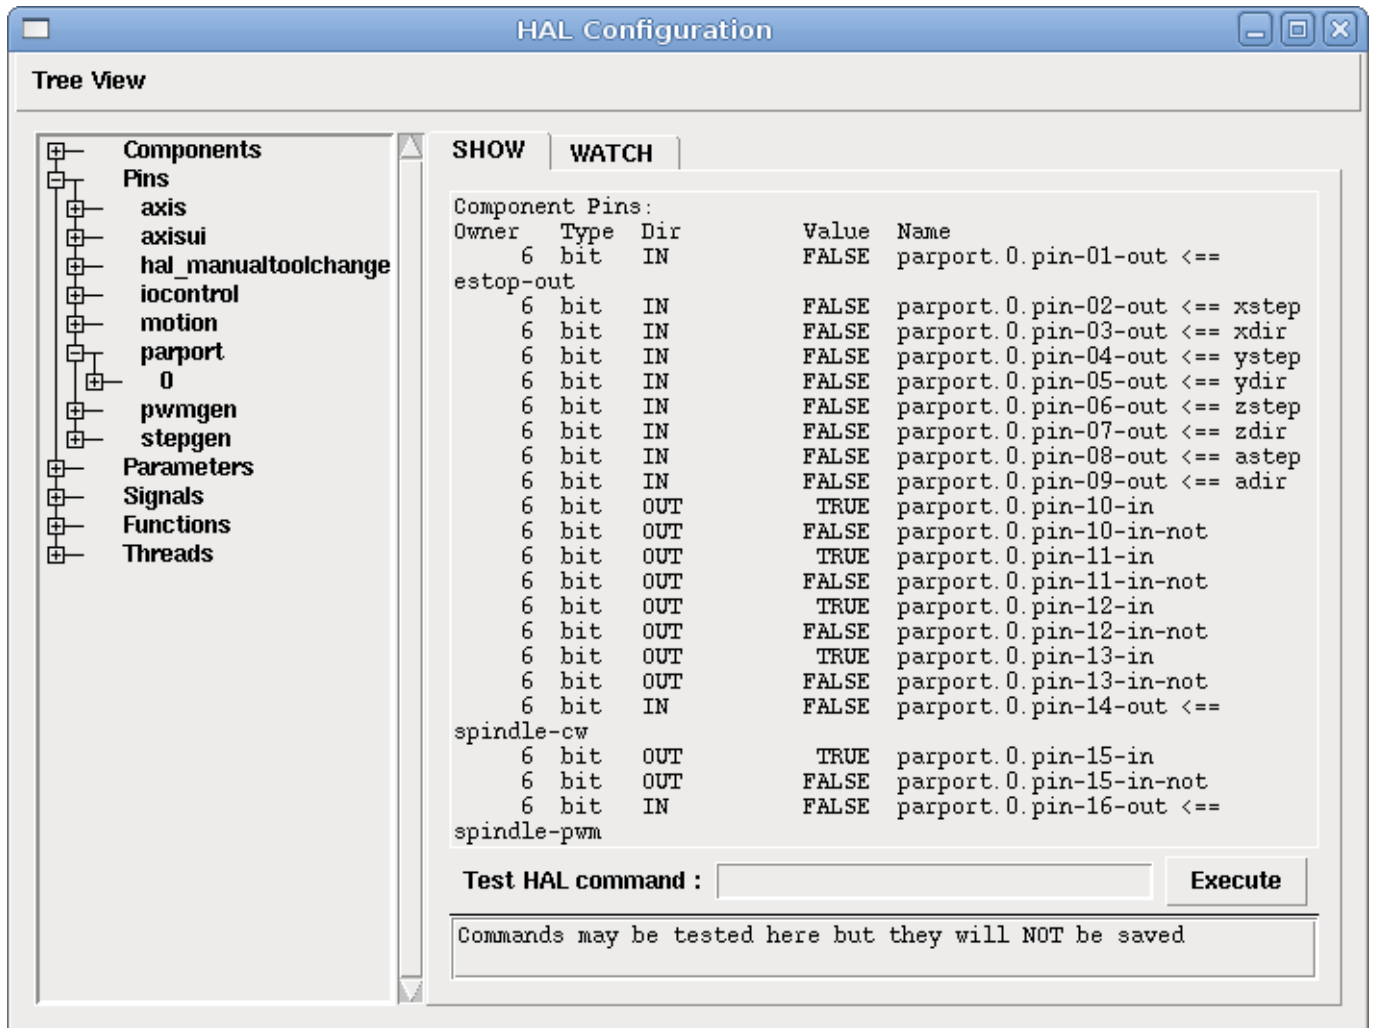 HAL Configuration
Tree View
Components
Pins
axis
axisui
hal_manualtoolchange
iocontrol
motion
parport
0
pwmgen
stepgen
Parameters
Signals
Functions
Threads
SHOW WATCH
Component Pins:
Owner Type Dir Value Name
6 bit IN FALSE parport.0.pin-01-out <==
estop-out
6 bit IN FALSE parport.0.pin-02-out <== xstep
6 bit IN FALSE parport.0.pin-03-out <== xdir
6 bit IN FALSE parport.0.pin-04-out <== ystep
6 bit IN FALSE parport.0.pin-05-out <== ydir
6 bit IN FALSE parport.0.pin-06-out <== zstep
6 bit IN FALSE parport.0.pin-07-out <== zdir
6 bit IN FALSE parport.0.pin-08-out <== astep
6 bit IN FALSE parport.0.pin-09-out <== adir
6 bit OUT TRUE parport.0.pin-10-in
6 bit OUT FALSE parport.0.pin-10-in-not
6 bit OUT TRUE parport.0.pin-11-in
6 bit OUT FALSE parport.0.pin-11-in-not
6 bit OUT TRUE parport.0.pin-12-in
6 bit OUT FALSE parport.0.pin-12-in-not
6 bit OUT TRUE parport.0.pin-13-in
6 bit OUT FALSE parport.0.pin-13-in-not
6 bit IN FALSE parport.0.pin-14-out <==
spindle-cw
6 bit OUT TRUE parport.0.pin-15-in
6 bit OUT FALSE parport.0.pin-15-in-not
6 bit IN FALSE parport.0.pin-16-out <==
spindle-pwm
Test HAL command : Execute
Commands may be tested here but they will NOT be saved